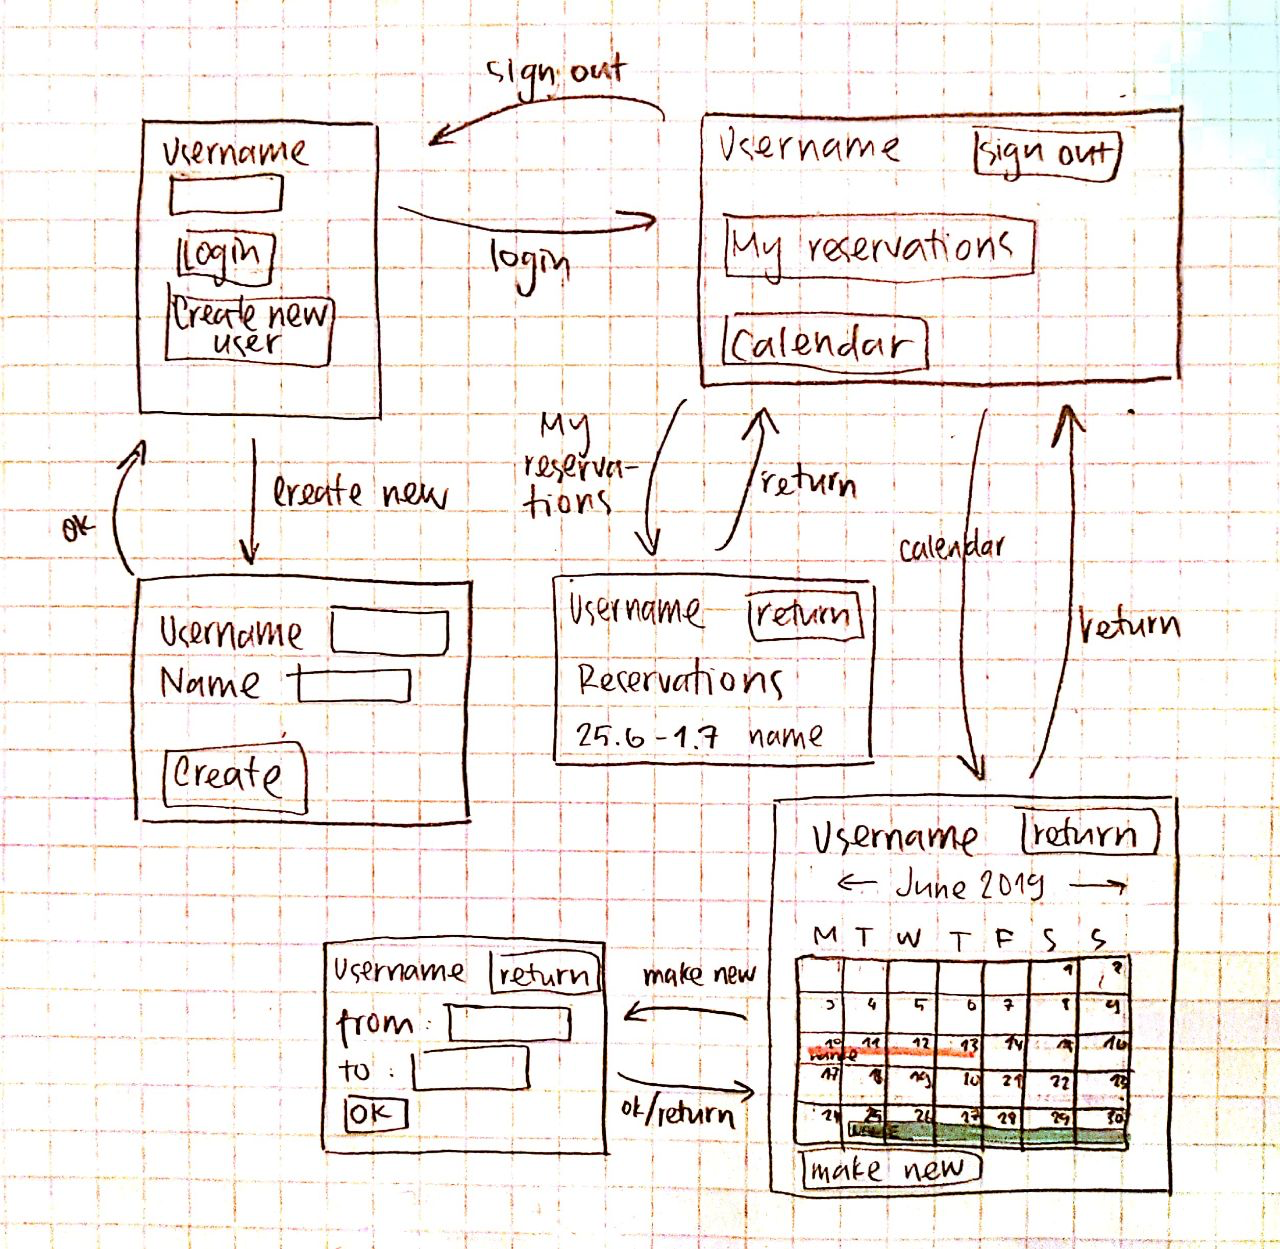 sign out
Username
Login
Create new
user
login
Username
sign out
My reservations
Calendar
ok
create new
My
reserva-
tions
return
calendar
return
Username
Name
Create
Username
return
Reservations
25.6 - 1.7 name
Username
return
← June 2019 →
M T W T F S S
1 2
3 4 5 6 7 8 9
10 11 12 13 14 15 16
name
17 18 19 20 21 22 23
24 25 26 27 28 29 30
make new
make new
ok/return
Username
return
from :
to :
OK